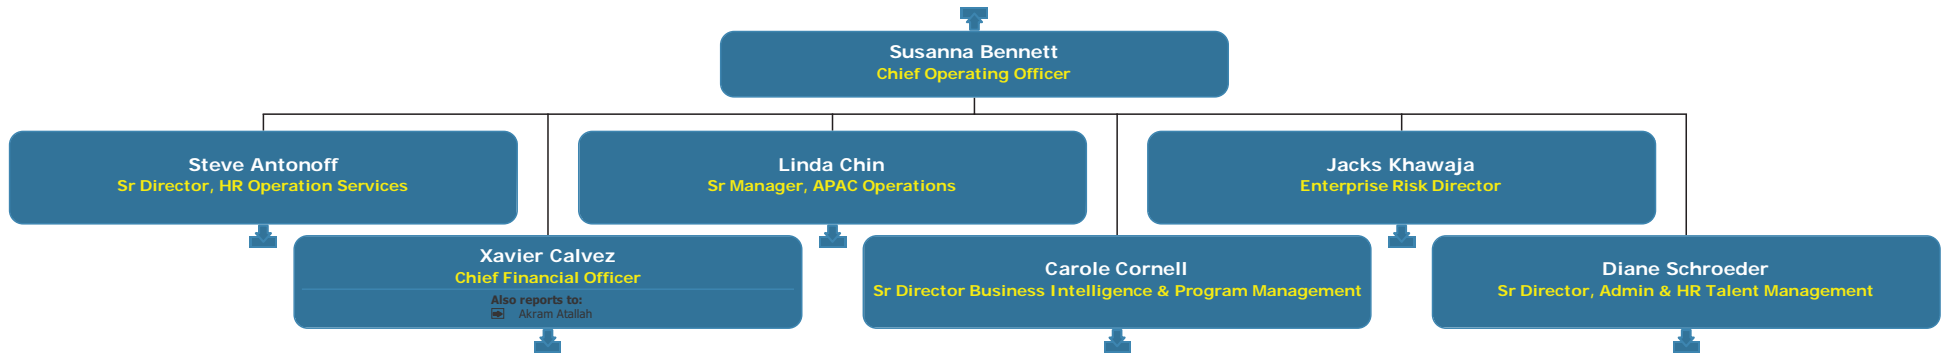 Susanna Bennett
Chief Operating Officer
Steve Antonoff
Sr Director, HR Operation Services
Linda Chin
Sr Manager, APAC Operations
Jacks Khawaja
Enterprise Risk Director
Xavier Calvez
Chief Financial Officer
Also reports to:
Akram Atallah
Carole Cornell
Sr Director Business Intelligence & Program Management
Diane Schroeder
Sr Director, Admin & HR Talent Management